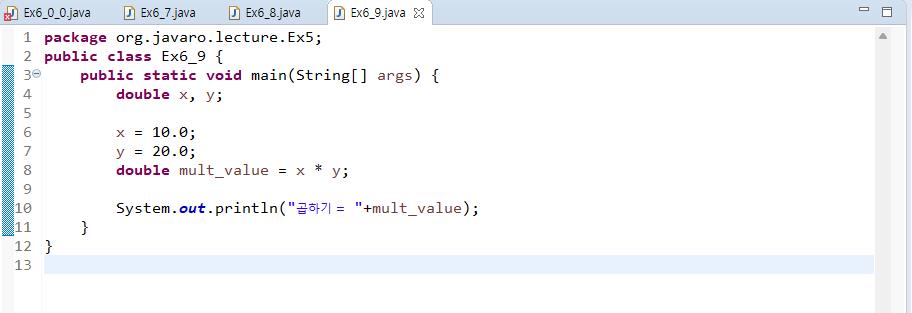 Ex6_0_0.java Ex6_7.java Ex6_8.java Ex6_9.java
1 package org.javaro.lecture.Ex5;
2 public class Ex6_9 {
3 public static void main(String[] args) {
4 double x, y;
5
6 x = 10.0;
7 y = 20.0;
8 double mult_value = x * y;
9
10 System.out.println("곱하기 = "+mult_value);
11 }
12 }
13